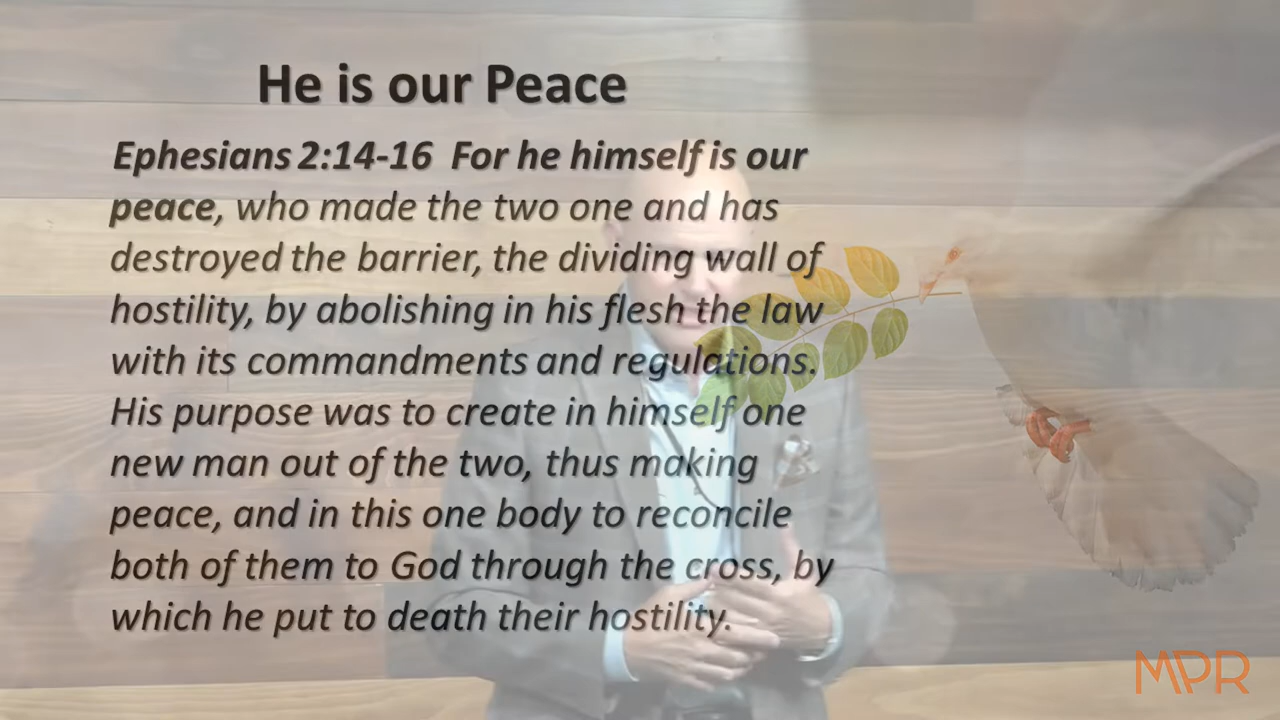 He is our Peace
Ephesians 2:14-16 For he himself is our
peace, who made the two one and has
destroyed the barrier, the dividing wall of
hostility, by abolishing in his flesh the law
with its commandments and regulations.
His purpose was to create in himself one
new man out of the two, thus making
peace, and in this one body to reconcile
both of them to God through the cross, by
which he put to death their hostility.
MPR